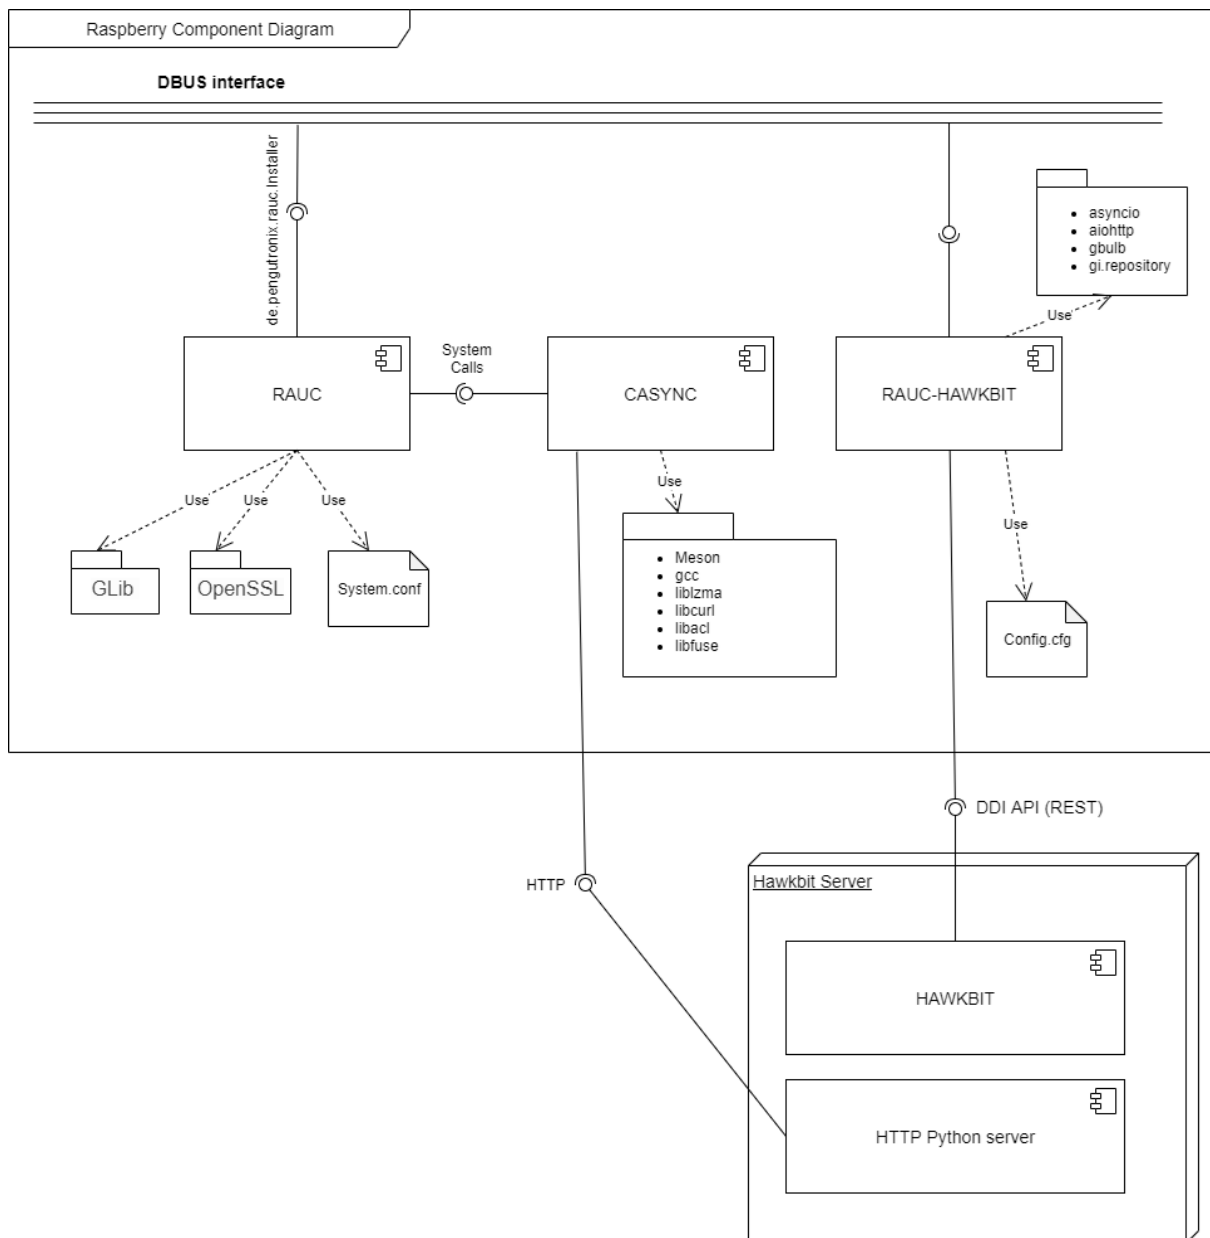 Raspberry Component Diagram
DBUS interface
de.pengutronix.rauc.Installer
• asyncio
• aiohttp
• gbulb
• gi.repository
Use
System
Calls
RAUC
CASYNC
RAUC-HAWKBIT
Use
Use
Use
Use
Use
GLib
OpenSSL
System.conf
• Meson
• gcc
• liblzma
• libcurl
• libacl
• libfuse
Config.cfg
DDI API (REST)
HTTP
Hawkbit Server
HAWKBIT
HTTP Python server